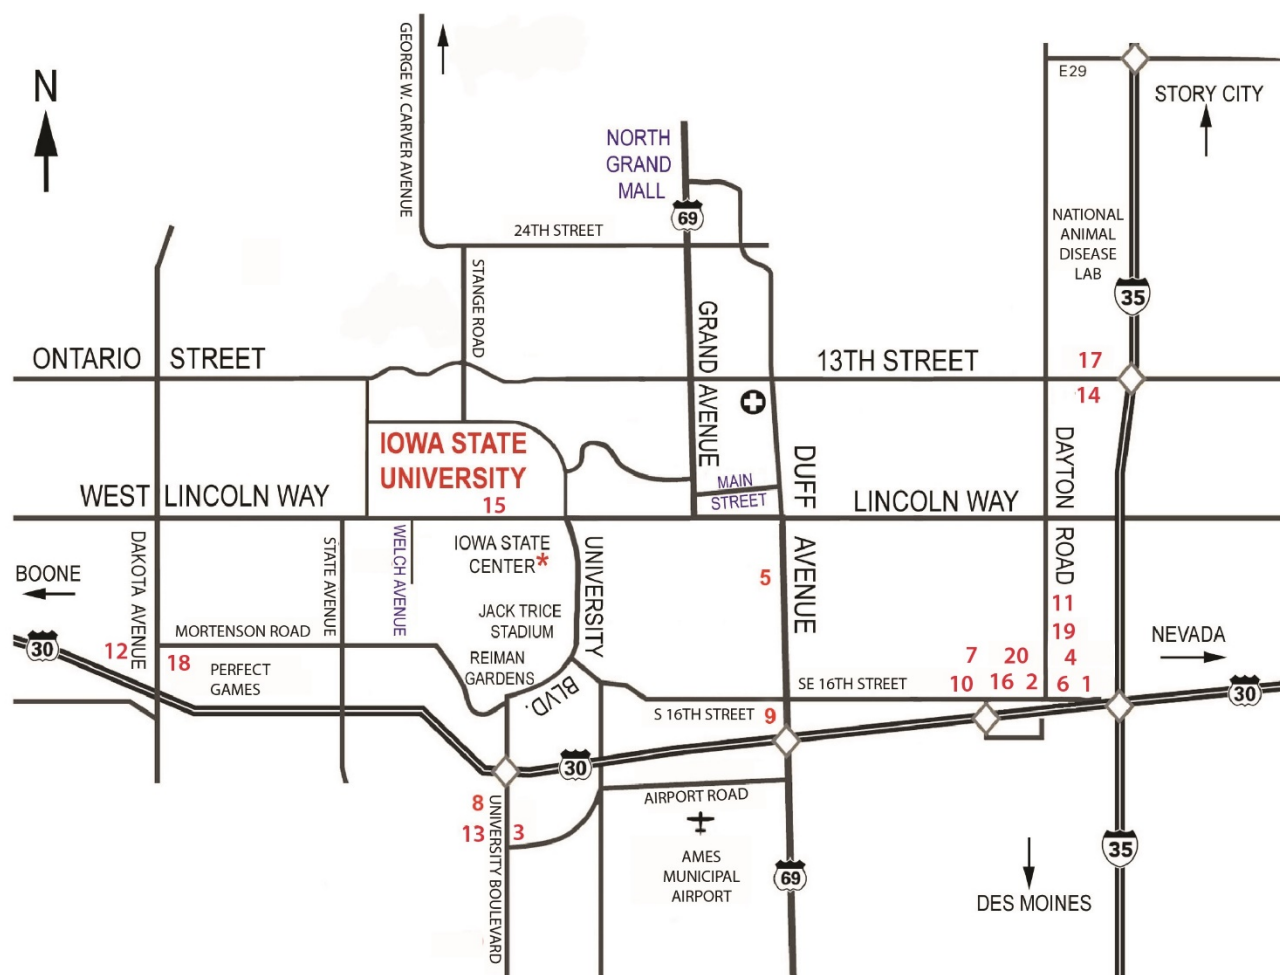 GEORGE W. CARVER AVENUE
N
E29
STORY CITY
NORTH
GRAND
MALL
69
24TH STREET
NATIONAL
ANIMAL
DISEASE
LAB
STANGE ROAD
35
GRAND AVENUE
ONTARIO STREET
13TH STREET
17
14
IOWA STATE
UNIVERSITY
15
DUFF AVENUE
DAYTON ROAD
MAIN
STREET
WEST LINCOLN WAY
LINCOLN WAY
DAKOTA AVENUE
STATE AVENUE
WELCH AVENUE
IOWA STATE
CENTER*
UNIVERSITY BLVD.
5
BOONE
JACK TRICE
STADIUM
11
19
NEVADA
MORTENSON ROAD
30
12
18
PERFECT
GAMES
REIMAN
GARDENS
7
20
4
10
16
2
6
1
SE 16TH STREET
30
S 16TH STREET
9
30
AIRPORT ROAD
8
13
3
UNIVERSITY BOULEVARD
AMES
MUNICIPAL
AIRPORT
69
35
DES MOINES